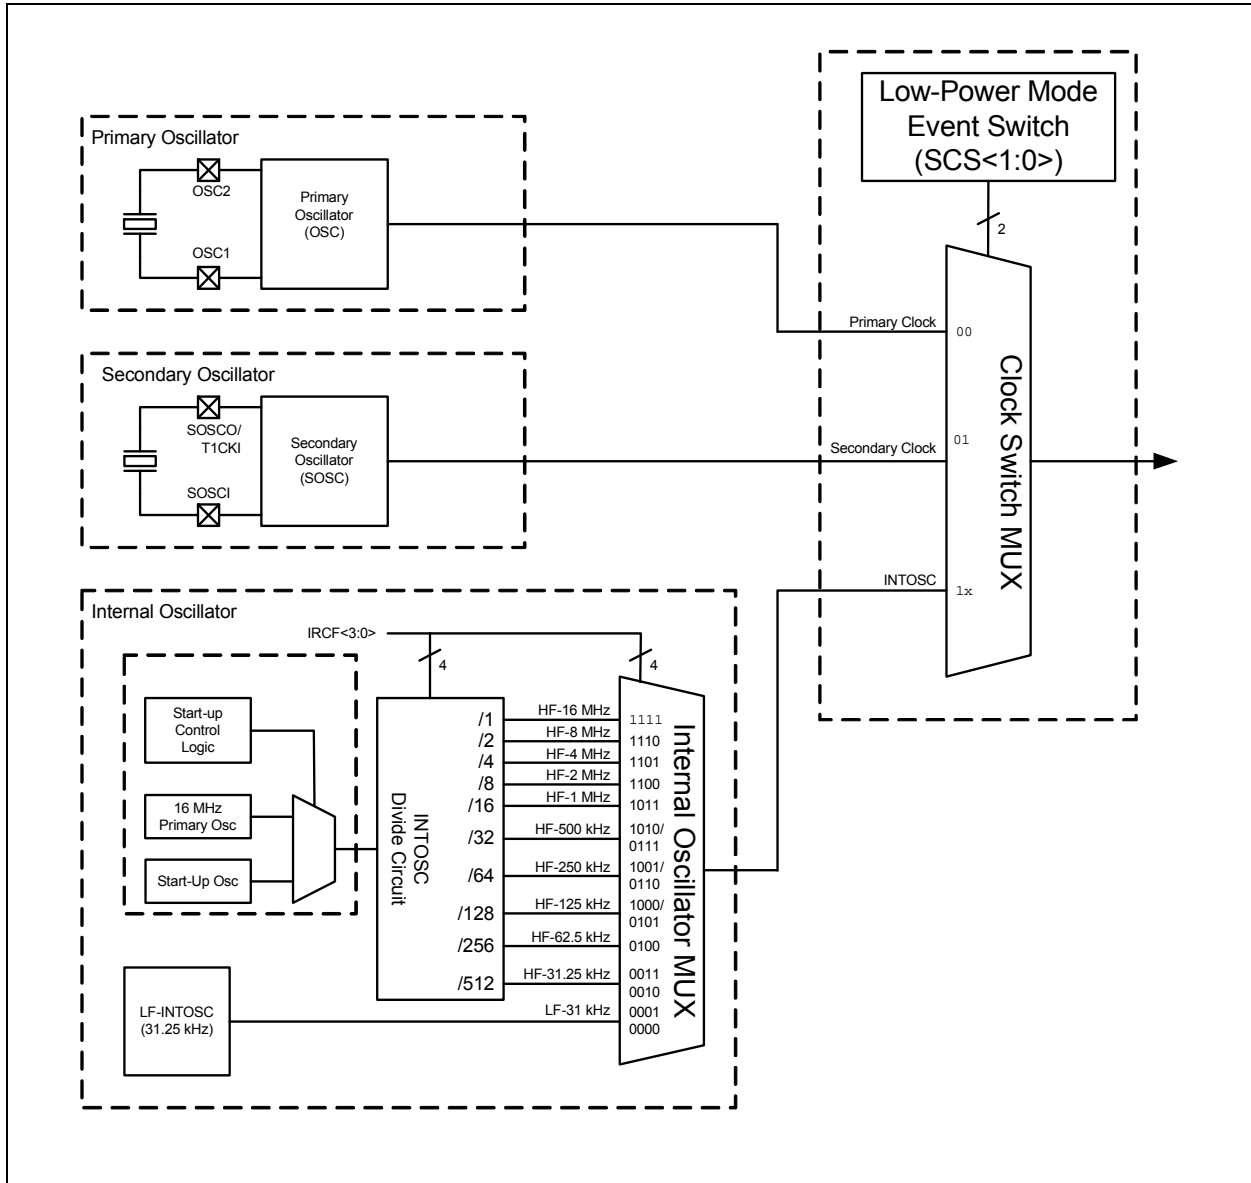 Low-Power Mode
Event Switch
(SCS<1:0>)
2
Primary Oscillator
OSC2
OSC1
Primary
Oscillator
(OSC)
Primary Clock
00
Secondary Oscillator
SOSCO/
T1CKI
SOSCI
Secondary
Oscillator
(SOSC)
Secondary Clock
01
INTOSC
1x
Clock Switch MUX
Internal Oscillator
IRCF<3:0>
4
4
Start-up
Control
Logic
16 MHz
Primary Osc
Start-Up Osc
INTOSC
Divide Circuit
/1
HF-16 MHz
1111
/2
HF-8 MHz
1110
/4
HF-4 MHz
1101
/8
HF-2 MHz
1100
/16
HF-1 MHz
1011
/32
HF-500 kHz
1010/
0111
/64
HF-250 kHz
1001/
0110
/128
HF-125 kHz
1000/
0101
/256
HF-62.5 kHz
0100
/512
HF-31.25 kHz
0011
0010
LF-31 kHz
0001
0000
Internal Oscillator MUX
LF-INTOSC
(31.25 kHz)